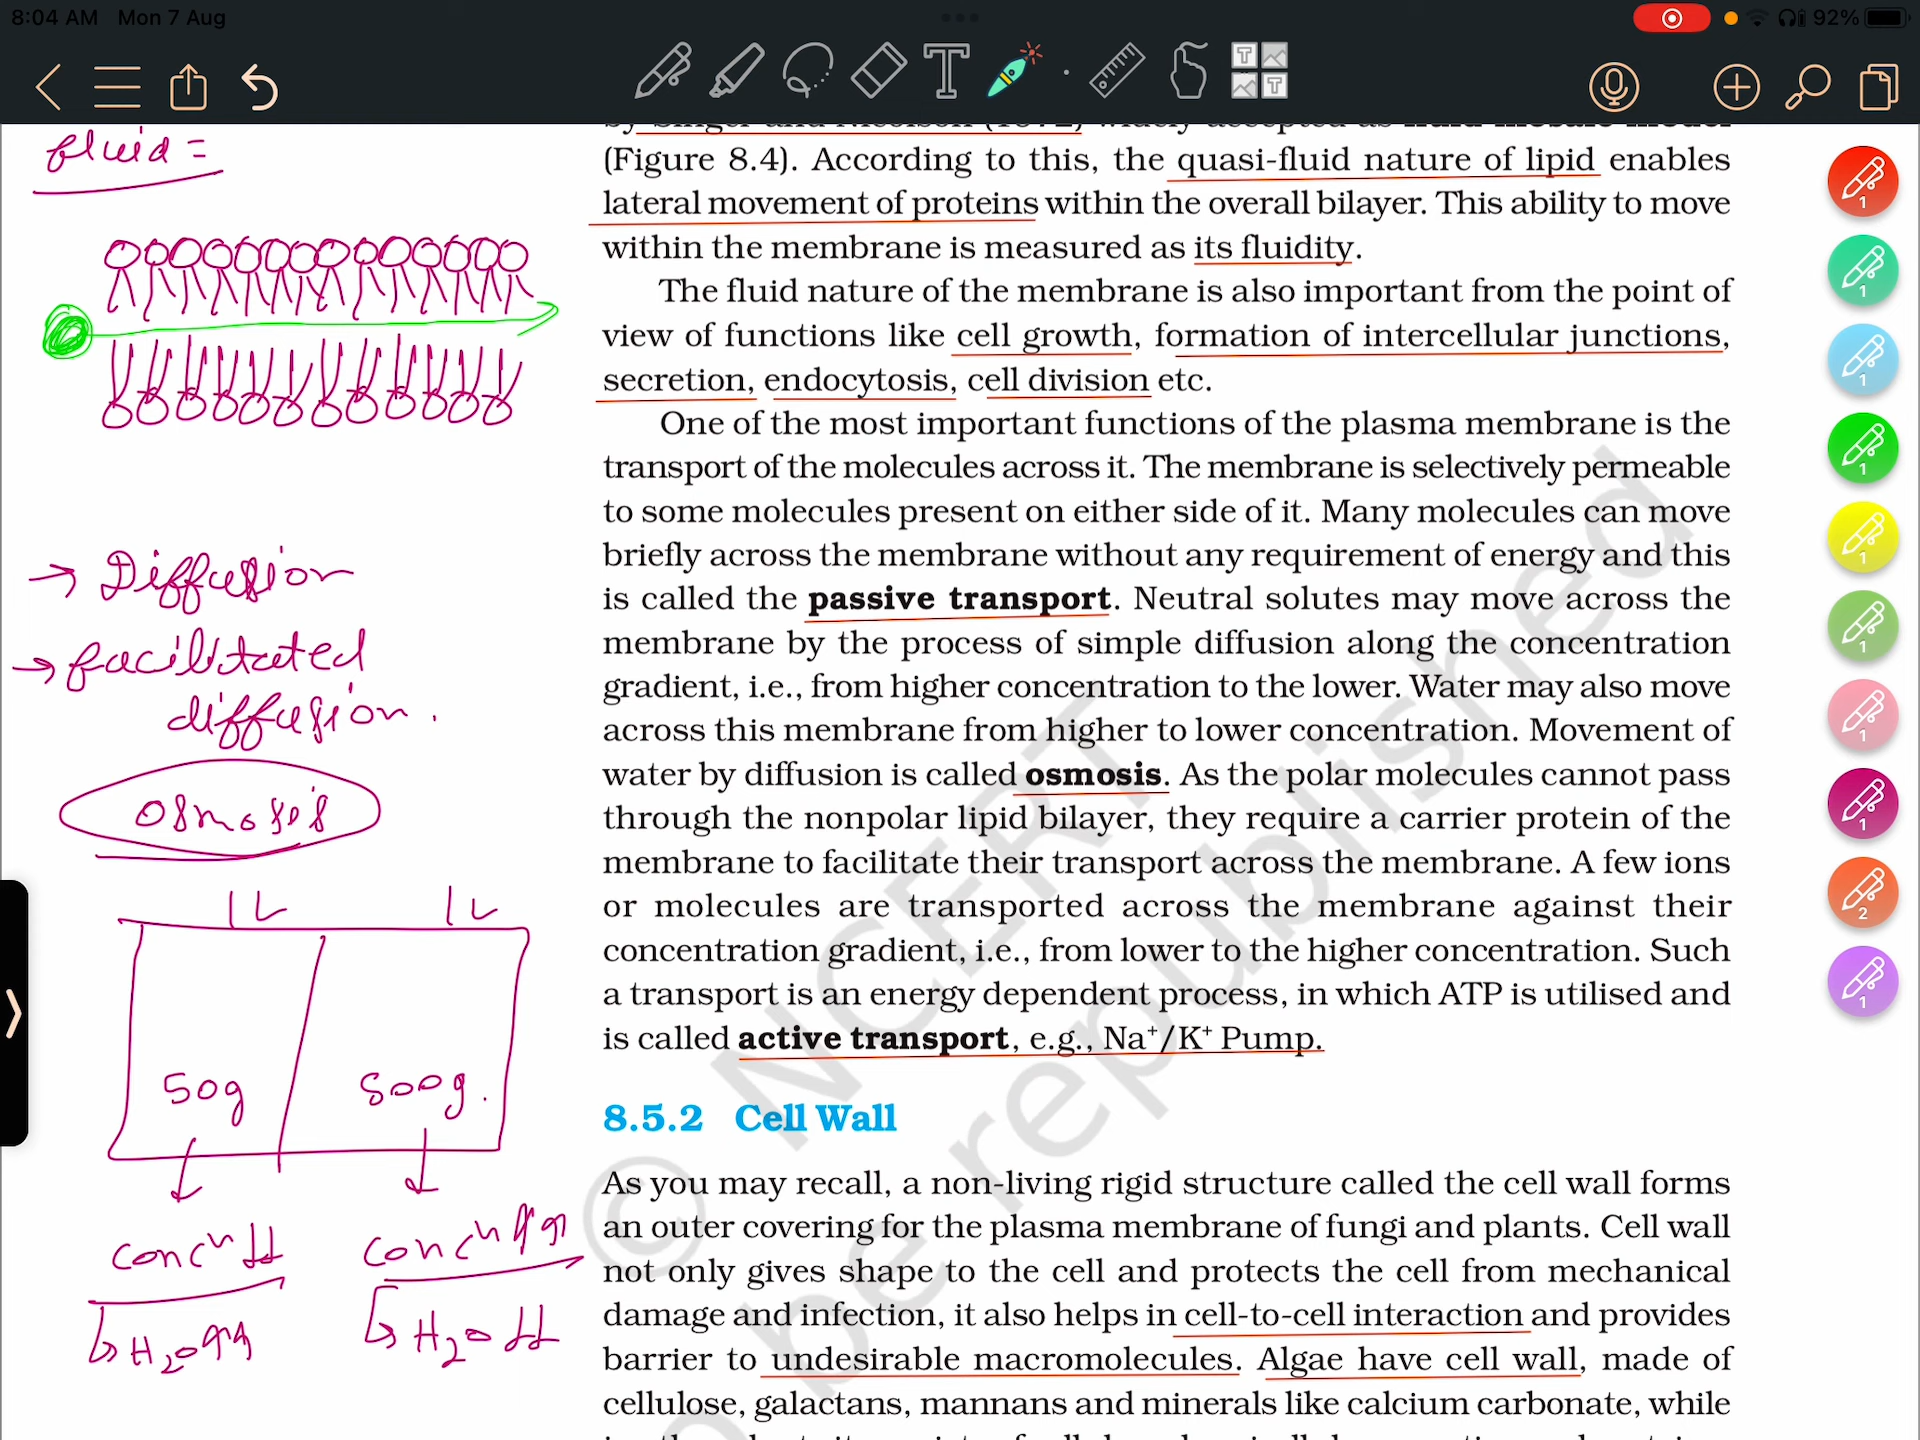 8:04 AM Mon 7 Aug
92%
fluid =
(Figure 8.4). According to this, the quasi-fluid nature of lipid enables
lateral movement of proteins within the overall bilayer. This ability to move
within the membrane is measured as its fluidity.
The fluid nature of the membrane is also important from the point of
view of functions like cell growth, formation of intercellular junctions,
secretion, endocytosis, cell division etc.
One of the most important functions of the plasma membrane is the
transport of the molecules across it. The membrane is selectively permeable
to some molecules present on either side of it. Many molecules can move
briefly across the membrane without any requirement of energy and this
is called the passive transport. Neutral solutes may move across the
membrane by the process of simple diffusion along the concentration
gradient, i.e., from higher concentration to the lower. Water may also move
across this membrane from higher to lower concentration. Movement of
water by diffusion is called osmosis. As the polar molecules cannot pass
through the nonpolar lipid bilayer, they require a carrier protein of the
membrane to facilitate their transport across the membrane. A few ions
or molecules are transported across the membrane against their
concentration gradient, i.e., from lower to the higher concentration. Such
a transport is an energy dependent process, in which ATP is utilised and
is called active transport, e.g., Na⁺/K⁺ Pump.
8.5.2 Cell Wall
As you may recall, a non-living rigid structure called the cell wall forms
an outer covering for the plasma membrane of fungi and plants. Cell wall
not only gives shape to the cell and protects the cell from mechanical
damage and infection, it also helps in cell-to-cell interaction and provides
barrier to undesirable macromolecules. Algae have cell wall, made of
cellulose, galactans, mannans and minerals like calcium carbonate, while
→ Diffusion
→ facilitated
diffusion.
osmosis
1L 1L
50g 500g.
concⁿ ↓↓ concⁿ ↑↑
↳ H₂O ↑↑ ↳ H₂O ↓↓
© NCERT
be republished
1
1
1
1
1
1
1
1
2
1